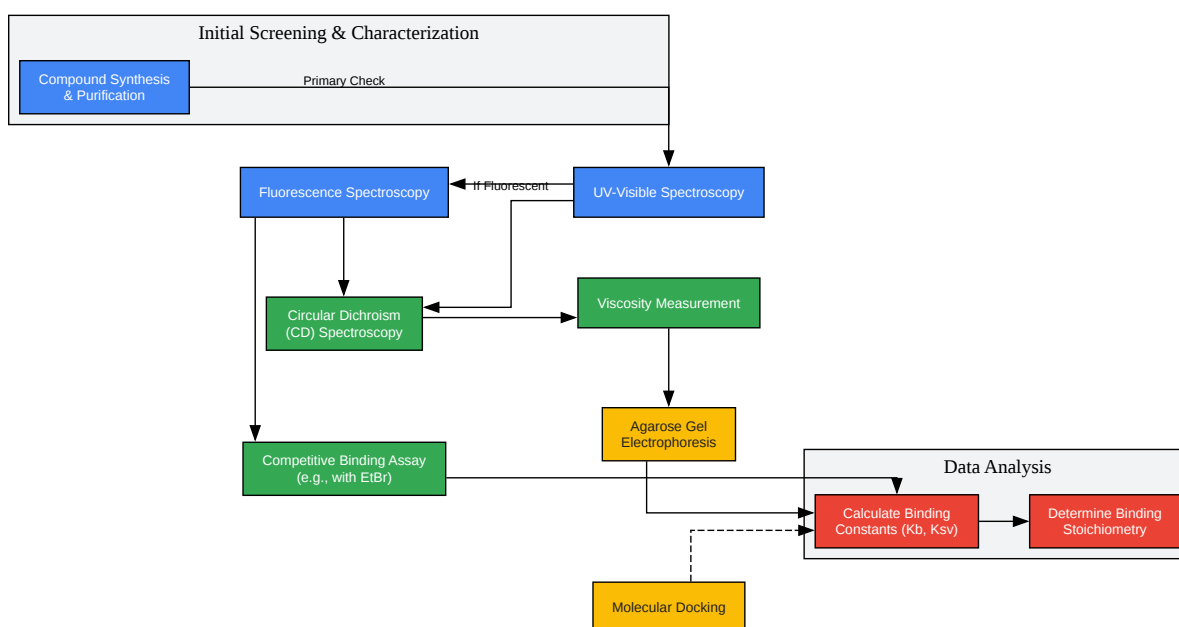 Initial Screening & Characterization
Compound Synthesis
& Purification
Primary Check
Fluorescence Spectroscopy
If Fluorescent
UV-Visible Spectroscopy
Circular Dichroism
(CD) Spectroscopy
Viscosity Measurement
Agarose Gel
Electrophoresis
Competitive Binding Assay
(e.g., with EtBr)
Data Analysis
Calculate Binding
Constants (Kb, Ksv)
Determine Binding
Stoichiometry
Molecular Docking